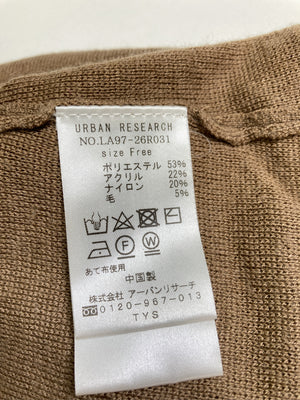 URBAN RESEARCH
NO.LA97-26R031
size Free
ポリエステル 53%
アクリル 22%
ナイロン 20%
毛 5%
あて布使用
中国製
株式会社 アーバンリサーチ
0120-967-013
TYS